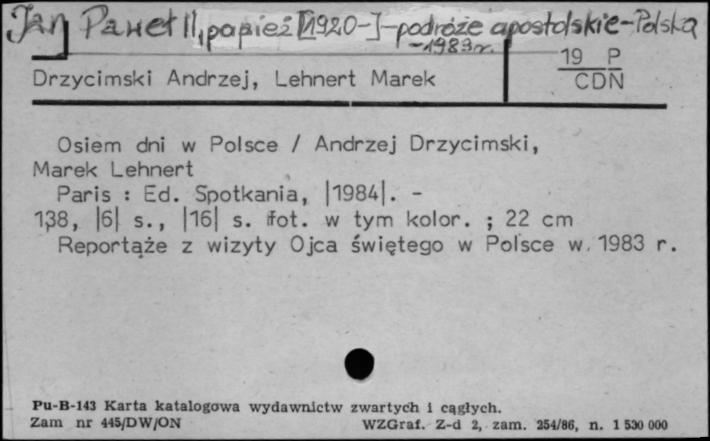 Jan Paweł II, papież [1920-] - podróże apostolskie - Polska
- 1983 r.
19 P
CDN
Drzycimski Andrzej, Lehnert Marek
Osiem dni w Polsce / Andrzej Drzycimski,
Marek Lehnert
Paris : Ed. Spotkania, |1984|. -
138, |6| s., |16| s. fot. w tym kolor. ; 22 cm
Reportąże z wizyty Ojca świętego w Polsce w 1983 r.
Pu-B-143 Karta katalogowa wydawnictw zwartych i ciągłych.
Zam nr 445/DW/ON WZGraf. Z-d 2, zam. 254/86, n. 1 530 000